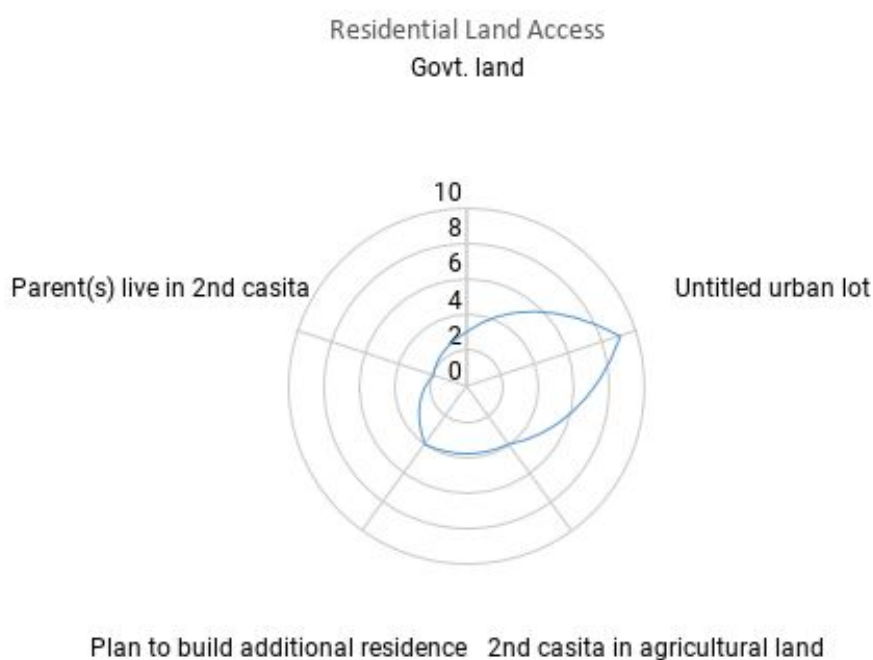 Residential Land Access
Govt. land
10
8
6
4
2
0
Parent(s) live in 2nd casita
Untitled urban lot
Plan to build additional residence
2nd casita in agricultural land